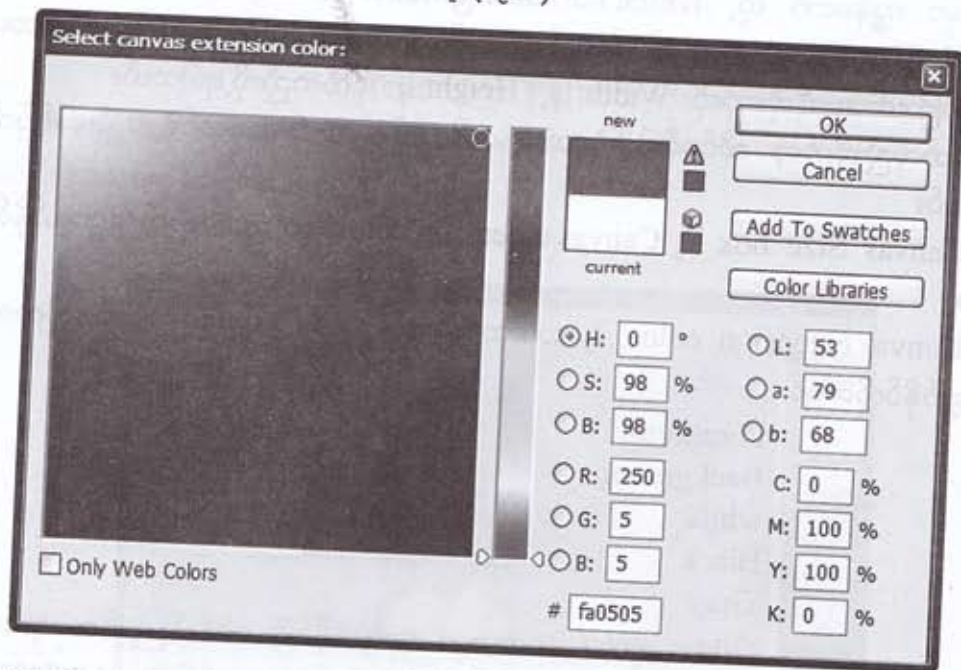 Select canvas extension color:
new
OK
Cancel
Add To Swatches
current
Color Libraries
H: 0 °
L: 53
S: 98 %
a: 79
B: 98 %
b: 68
R: 250
C: 0 %
G: 5
M: 100 %
B: 5
Y: 100 %
Only Web Colors
# fa0505
K: 0 %